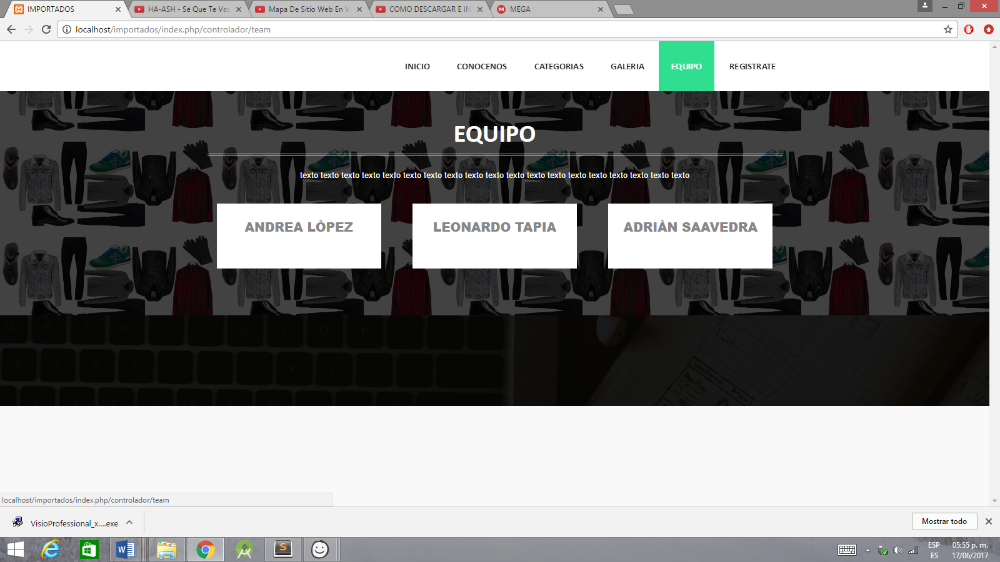 IMPORTADOS
HA-ASH - Sé Que Te Vas
Mapa De Sitio Web En Vi
COMO DESCARGAR E IN
MEGA
localhost/importados/index.php/controlador/team
INICIO
CONOCENOS
CATEGORIAS
GALERIA
EQUIPO
REGISTRATE
EQUIPO
texto texto texto texto texto texto texto texto texto texto texto texto texto texto texto texto texto texto texto
ANDREA LÒPEZ
LEONARDO TAPIA
ADRIÀN SAAVEDRA
localhost/importados/index.php/controlador/team
VisioProfessional_x....exe
Mostrar todo
ESP
ES
05:55 p. m.
17/06/2017